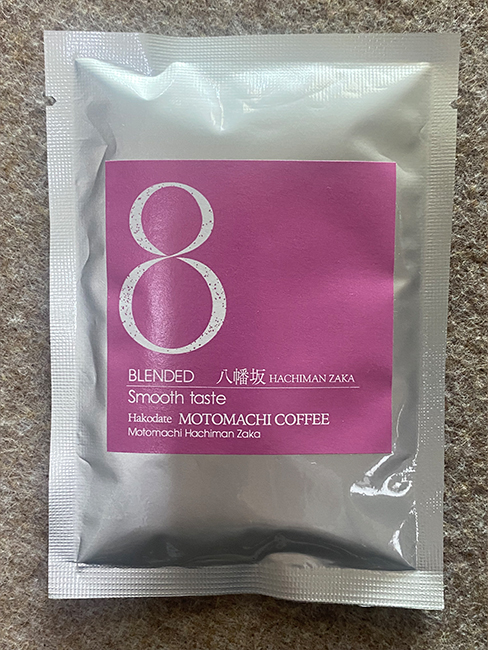 8
BLENDED 八幡坂 HACHIMAN ZAKA
Smooth taste
Hakodate MOTOMACHI COFFEE
Motomachi Hachiman Zaka